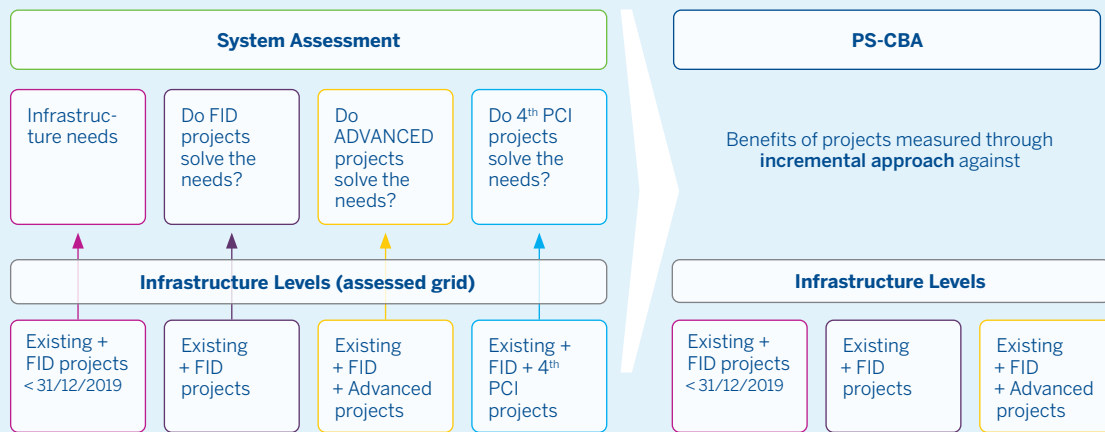 System Assessment
PS-CBA
Infrastruc-
ture needs
Do FID
projects
solve the
needs?
Do
ADVANCED
projects
solve the
needs?
Do 4th PCI
projects
solve the
needs?
Benefits of projects measured through
incremental approach against
Infrastructure Levels (assessed grid)
Infrastructure Levels
Existing +
FID projects
< 31/12/2019
Existing
+ FID
projects
Existing
+ FID
+ Advanced
projects
Existing +
FID + 4th
PCI
projects
Existing +
FID projects
< 31/12/2019
Existing
+ FID
projects
Existing
+ FID
+ Advanced
projects